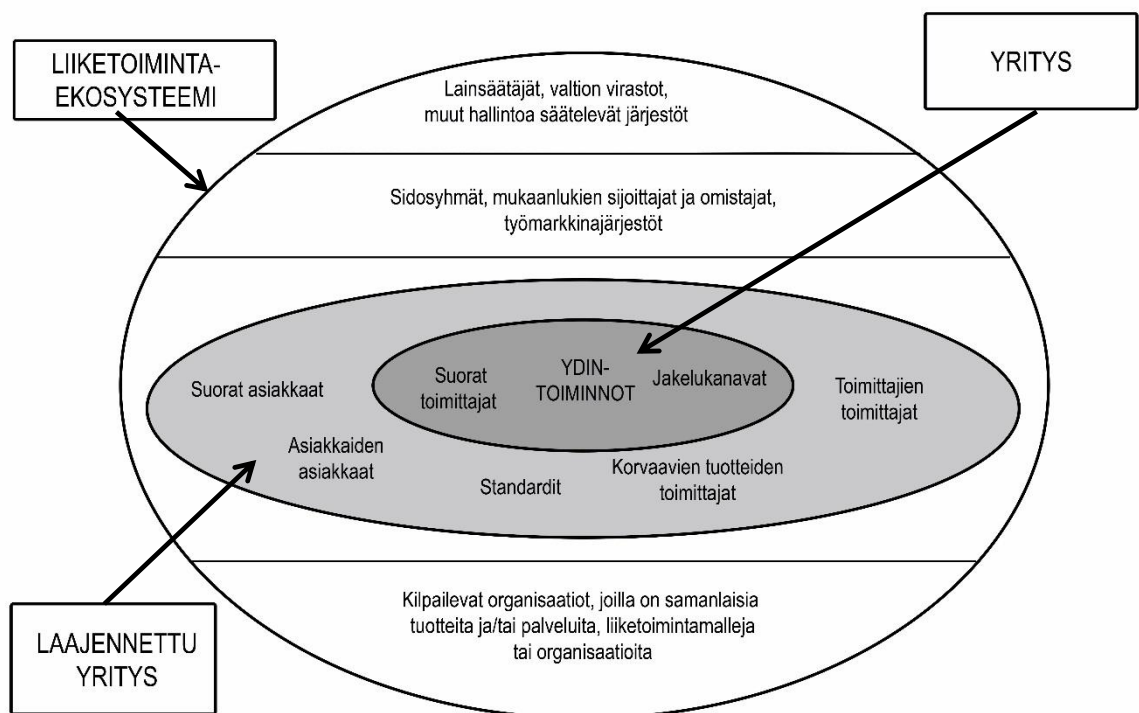 LIIKETOIMINTA-
EKOSYSTEEMI
YRITYS
Lainsäätäjät, valtion virastot,
muut hallintoa säätelevät järjestöt
Sidosyhmät, mukaanlukien sijoittajat ja omistajat,
työmarkkinajärjestöt
Suorat asiakkaat
Suorat
toimittajat
YDIN-
TOIMINNOT
Jakelukanavat
Toimittajien
toimittajat
Asiakkaiden
asiakkaat
Standardit
Korvaavien tuotteiden
toimittajat
Kilpailevat organisaatiot, joilla on samanlaisia
tuotteita ja/tai palveluita, liiketoimintamalleja
tai organisaatioita
LAAJENNETTU
YRITYS